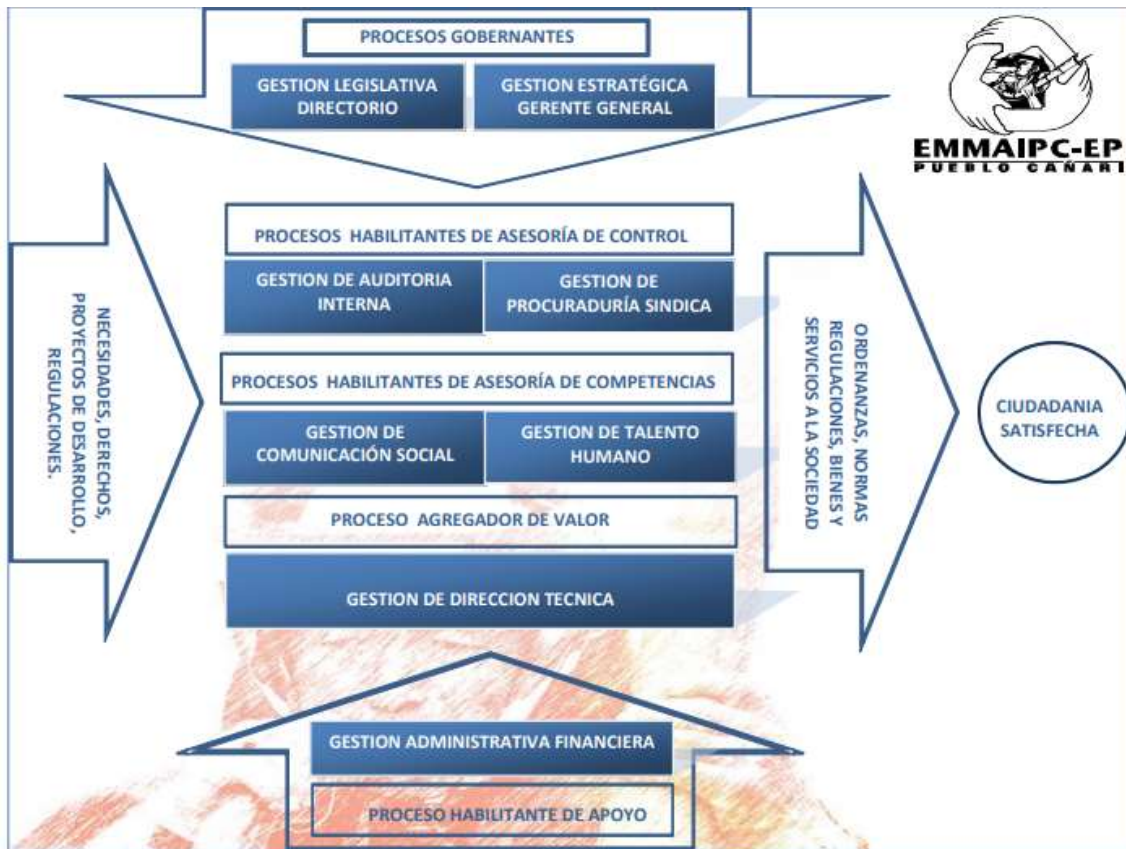 PROCESOS GOBERNANTES
GESTION LEGISLATIVA
DIRECTORIO
GESTION ESTRATÉGICA
GERENTE GENERAL
EMMAIPC-EP
PUEBLO CAÑARI
NECESIDADES, DERECHOS,
PROYECTOS DE DESARROLLO,
REGULACIONES.
PROCESOS HABILITANTES DE ASESORÍA DE CONTROL
GESTION DE AUDITORIA
INTERNA
GESTION DE
PROCURADURÍA SINDICA
PROCESOS HABILITANTES DE ASESORÍA DE COMPETENCIAS
GESTION DE
COMUNICACIÓN SOCIAL
GESTION DE TALENTO
HUMANO
PROCESO AGREGADOR DE VALOR
GESTION DE DIRECCION TECNICA
ORDENANZAS, NORMAS
REGULACIONES, BIENES Y
SERVICIOS A LA SOCIEDAD
CIUDADANIA
SATISFECHA
GESTION ADMINISTRATIVA FINANCIERA
PROCESO HABILITANTE DE APOYO